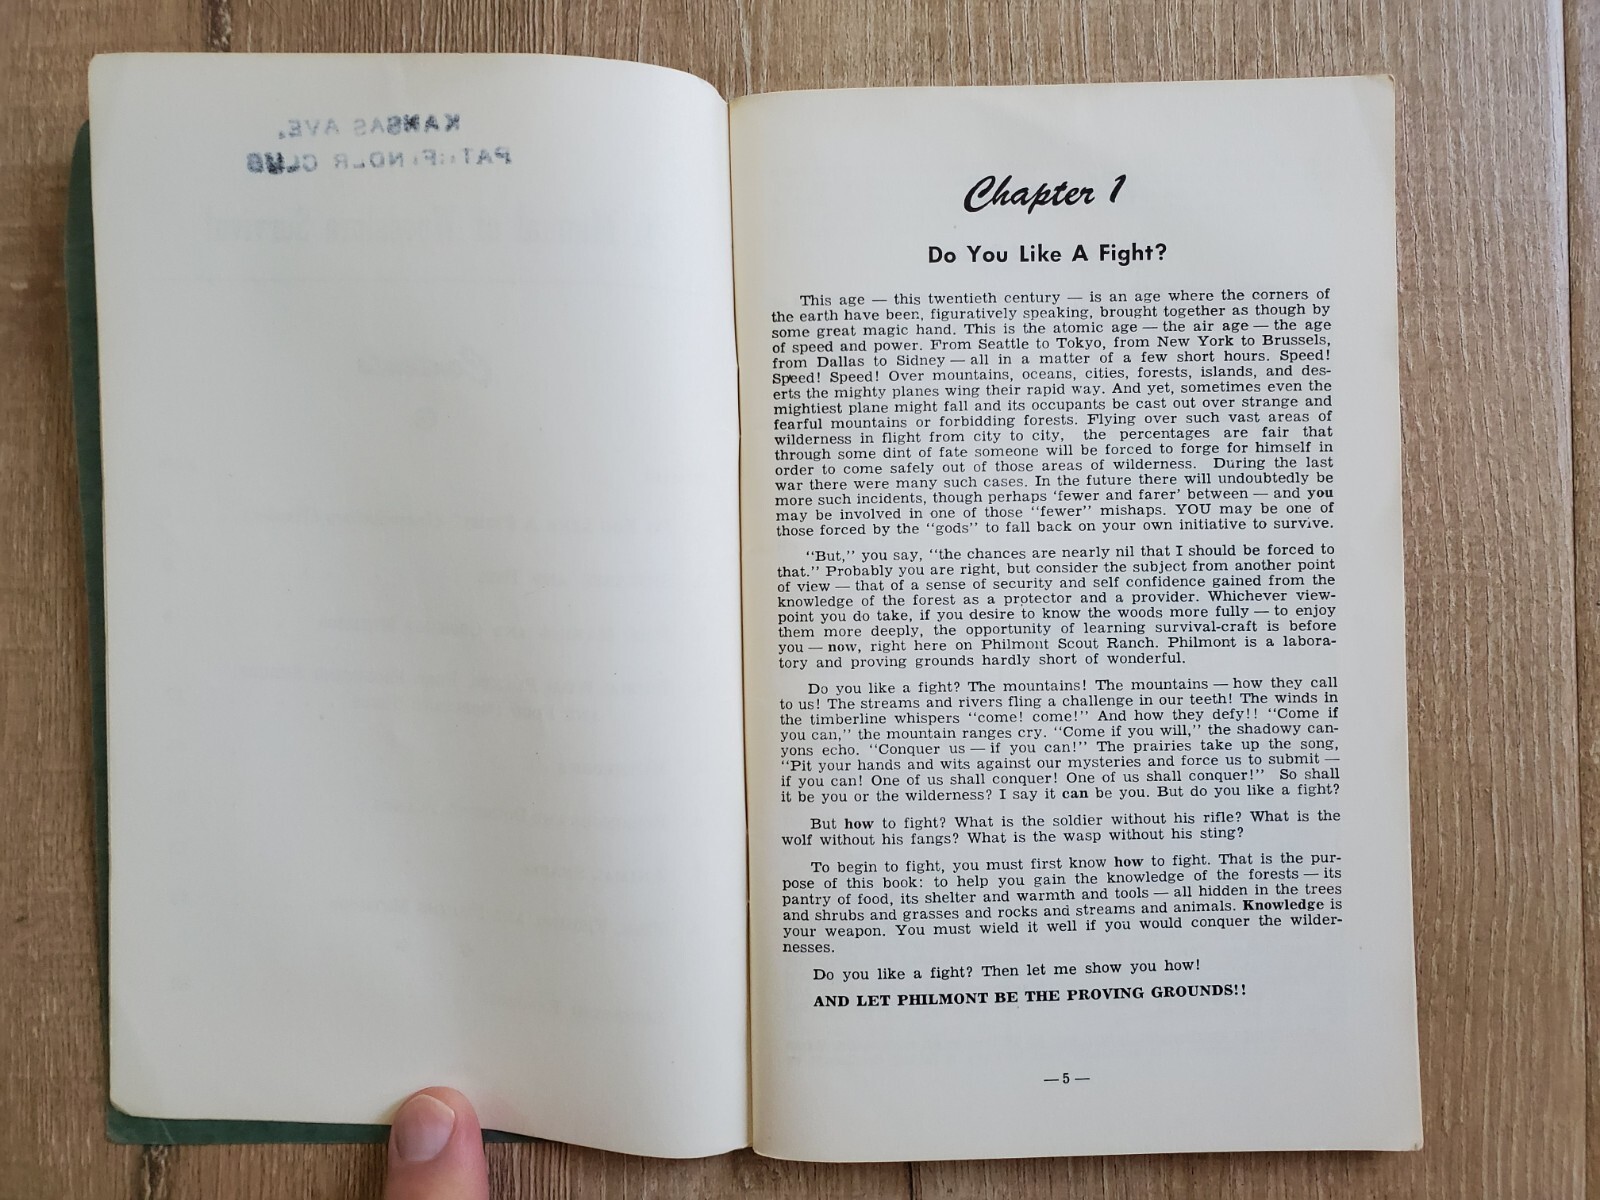 KANSAS AVE.
CLUB
Chapter 1
Do You Like A Fight?
This age — this twentieth century — is an age where the corners of
the earth have been, figuratively speaking, brought together as though by
some great magic hand. This is the atomic age — the air age — the age
of speed and power. From Seattle to Tokyo, from New York to Brussels,
from Dallas to Sidney — all in a matter of a few short hours. Speed!
Speed! Speed! Over mountains, oceans, cities, forests, islands, and des-
erts the mighty planes wing their rapid way. And yet, sometimes even the
mightiest plane might fall and its occupants be cast out over strange and
fearful mountains or forbidding forests. Flying over such vast areas of
wilderness in flight from city to city, the percentages are fair that
through some dint of fate someone will be forced to forge for himself in
order to come safely out of those areas of wilderness. During the last
war there were many such cases. In the future there will undoubtedly be
more such incidents, though perhaps 'fewer and farer' between — and you
may be involved in one of those "fewer" mishaps. YOU may be one of
those forced by the "gods" to fall back on your own initiative to survive.
"But," you say, "the chances are nearly nil that I should be forced to
that." Probably you are right, but consider the subject from another point
of view — that of a sense of security and self confidence gained from the
knowledge of the forest as a protector and a provider. Whichever view-
point you do take, if you desire to know the woods more fully — to enjoy
them more deeply, the opportunity of learning survival-craft is before
you — now, right here on Philmont Scout Ranch. Philmont is a labora-
tory and proving grounds hardly short of wonderful.
Do you like a fight? The mountains! The mountains — how they call
to us! The streams and rivers fling a challenge in our teeth! The winds in
the timberline whispers "come! come!" And how they defy!! "Come if
you can," the mountain ranges cry. "Come if you will," the shadowy can-
yons echo. "Conquer us — if you can!" The prairies take up the song,
"Pit your hands and wits against our mysteries and force us to submit —
if you can! One of us shall conquer! One of us shall conquer!" So shall
it be you or the wilderness? I say it can be you. But do you like a fight?
But how to fight? What is the soldier without his rifle? What is the
wolf without his fangs? What is the wasp without his sting?
To begin to fight, you must first know how to fight. That is the pur-
pose of this book: to help you gain the knowledge of the forests — its
pantry of food, its shelter and warmth and tools — all hidden in the trees
and shrubs and grasses and rocks and streams and animals. Knowledge is
your weapon. You must wield it well if you would conquer the wilder-
nesses.
Do you like a fight? Then let me show you how!
AND LET PHILMONT BE THE PROVING GROUNDS!!
— 5 —